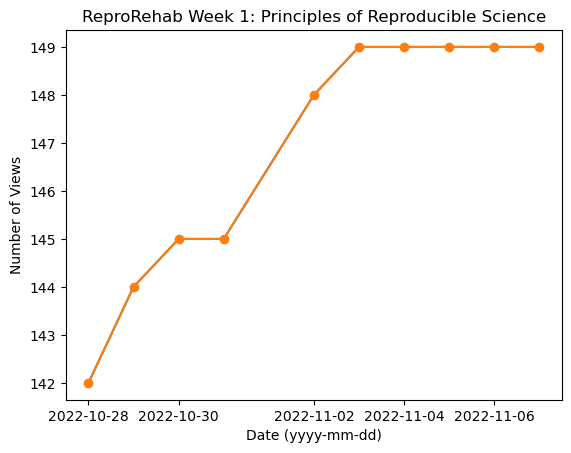 ReproRehab Week 1: Principles of Reproducible Science
149
148
147
146
145
144
143
142
Number of Views
2022-10-28 2022-10-30 2022-11-02 2022-11-04 2022-11-06
Date (yyyy-mm-dd)